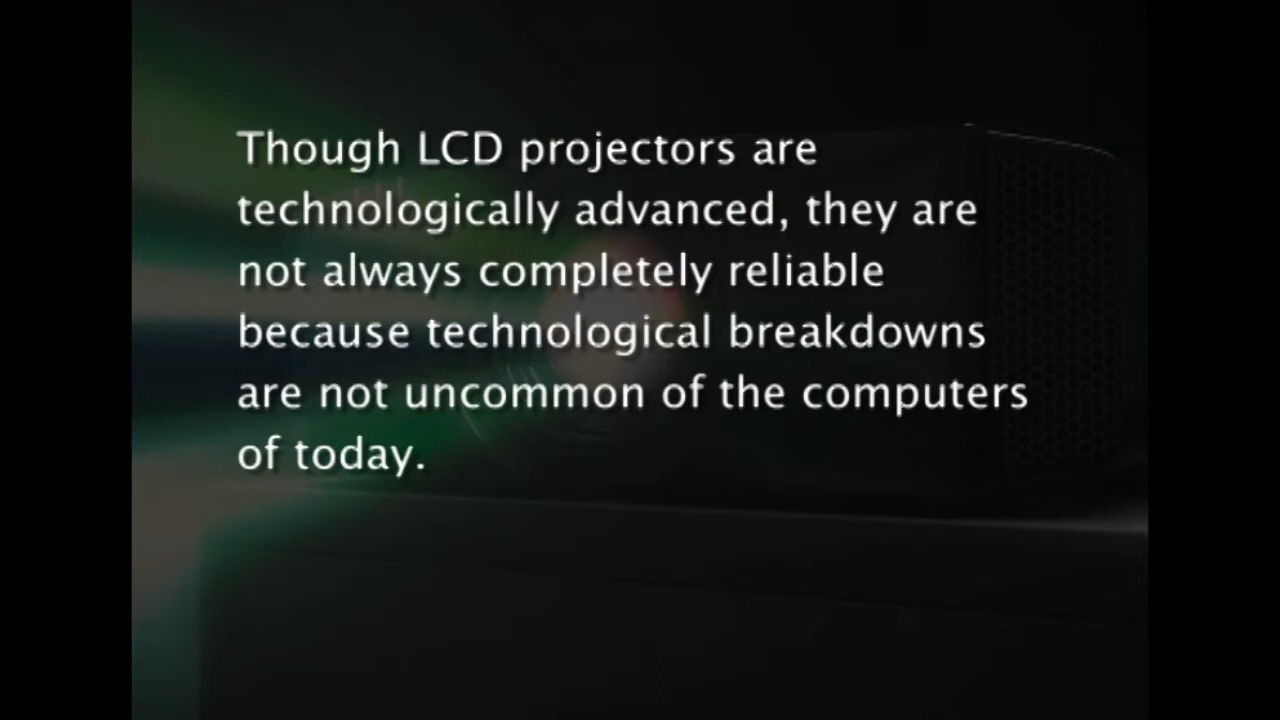 Though LCD projectors are
technologically advanced, they are
not always completely reliable
because technological breakdowns
are not uncommon of the computers
of today.